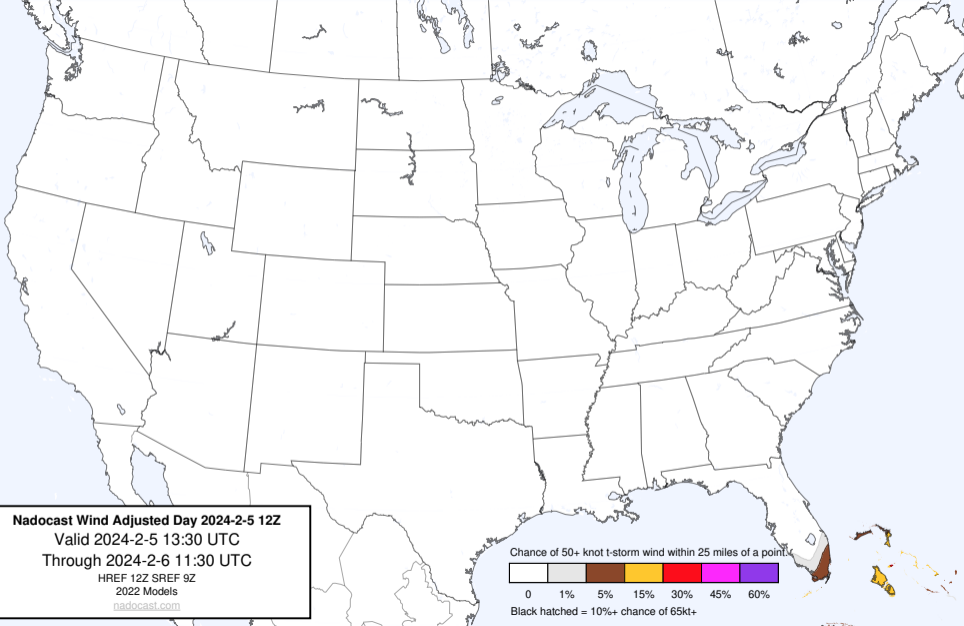 Nadocast Wind Adjusted Day 2024-2-5 12Z
Valid 2024-2-5 13:30 UTC
Through 2024-2-6 11:30 UTC
HREF 12Z SREF 9Z
2022 Models
nadocast.com
Chance of 50+ knot t-storm wind within 25 miles of a point.
0 1% 5% 15% 30% 45% 60%
Black hatched = 10%+ chance of 65kt+